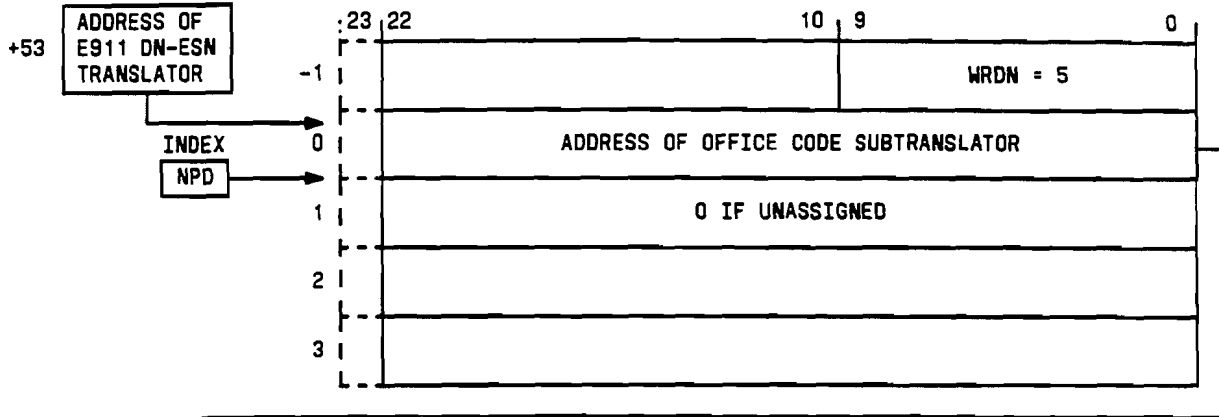 +53
ADDRESS OF
E911 DN-ESN
TRANSLATOR
23 22 10 9 0
-1 WRDN = 5
INDEX
NPD
0 ADDRESS OF OFFICE CODE SUBTRANSLATOR
1 0 IF UNASSIGNED
2
3